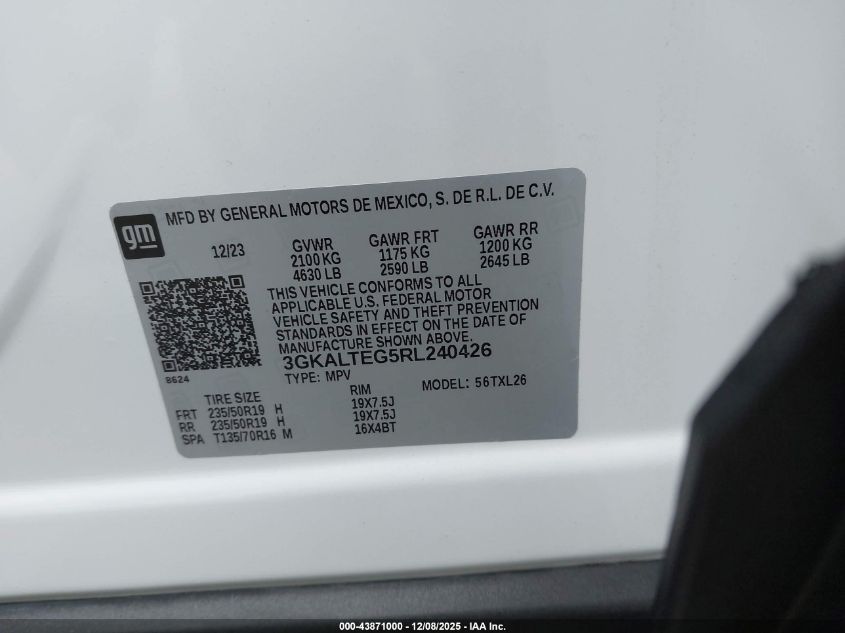 gm
MFD BY GENERAL MOTORS DE MEXICO, S. DE R.L. DE C.V.
12/23
GVWR GAWR FRT GAWR RR
2100 KG 1175 KG 1200 KG
4630 LB 2590 LB 2645 LB
THIS VEHICLE CONFORMS TO ALL
APPLICABLE U.S. FEDERAL MOTOR
VEHICLE SAFETY AND THEFT PREVENTION
STANDARDS IN EFFECT ON THE DATE OF
MANUFACTURE SHOWN ABOVE.
3GKALTEG5RL240426
B624
TYPE: MPV MODEL: 56TXL26
TIRE SIZE RIM
FRT 235/50R19 H 19X7.5J
RR 235/50R19 H 19X7.5J
SPA T135/70R16 M 16X4BT
000-43871000 - 12/08/2025 - IAA Inc.